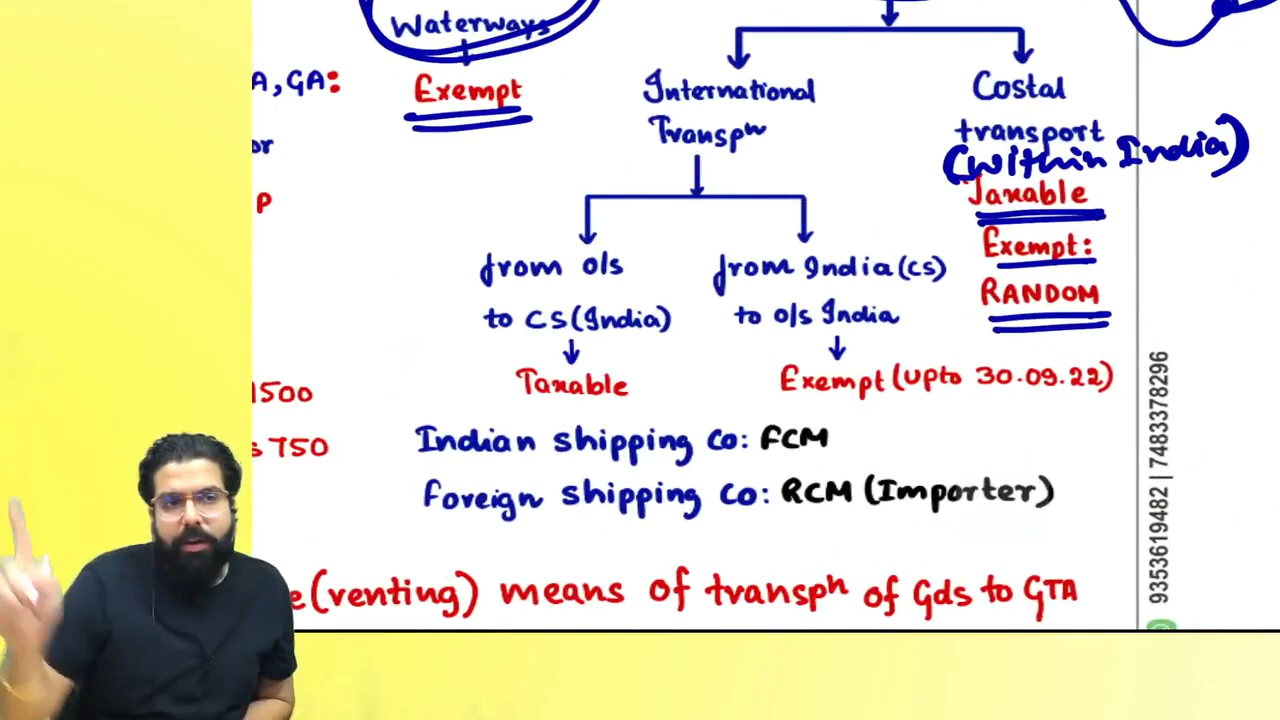 Waterways
Exempt
A, GA:
or
P
1500
s 750
International
Transpn
Costal
transport
(Within India)
Taxable
Exempt:
RANDOM
from o/s
to CS (India)
Taxable
from India (CS)
to o/s India
Exempt (upto 30.09.22)
Indian shipping Co: FCM
Foreign shipping Co: RCM (Importer)
e (renting) means of transpn of Gds to GTA
9353619482 | 7483378296